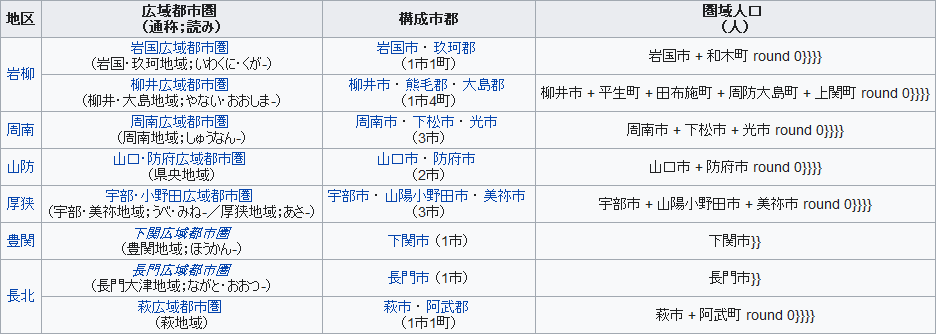 地区 広域都市圏 構成市郡 圏域人口
(通称;読み) (人)
岩柳 岩国広域都市圏 岩国市・玖珂郡 岩国市 + 和木町 round 0}}}}
(岩国・玖珂地域;いわくに・くが-) (1市1町)
柳井広域都市圏 柳井市・熊毛郡・大島郡 柳井市 + 平生町 + 田布施町 + 周防大島町 + 上関町 round 0}}}}
(柳井・大島地域;やない・おおしま-) (1市4町)
周南 周南広域都市圏 周南市・下松市・光市 周南市 + 下松市 + 光市 round 0}}}}
(周南地域;しゅうなん-) (3市)
山防 山口・防府広域都市圏 山口市・防府市 山口市 + 防府市 round 0}}}}
(県央地域) (2市)
厚狭 宇部・小野田広域都市圏 宇部市・山陽小野田市・美祢市 宇部市 + 山陽小野田市 + 美祢市 round 0}}}}
(宇部・美祢地域;うべ・みね-/厚狭地域;あさ-) (3市)
豊関 下関広域都市圏 下関市 (1市) 下関市}}
(豊関地域;ほうかん-)
長北 長門広域都市圏 長門市 (1市) 長門市}}
(長門大津地域;ながと・おおつ-)
萩広域都市圏 萩市・阿武郡 萩市 + 阿武町 round 0}}}}
(萩地域) (1市1町)